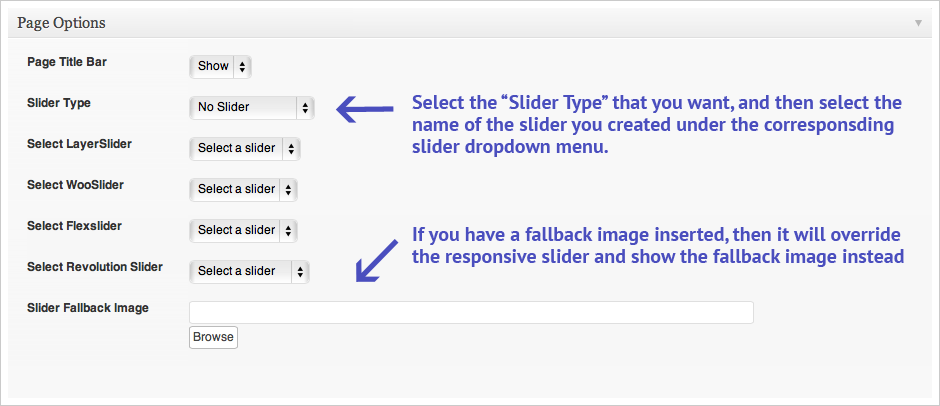 Page Options
Page Title Bar
Show
Slider Type
No Slider
Select the “Slider Type” that you want, and then select the
name of the slider you created under the corresponsding
slider dropdown menu.
Select LayerSlider
Select a slider
Select WooSlider
Select a slider
Select Flexslider
Select a slider
If you have a fallback image inserted, then it will override
the responsive slider and show the fallback image instead
Select Revolution Slider
Select a slider
Slider Fallback Image
Browse